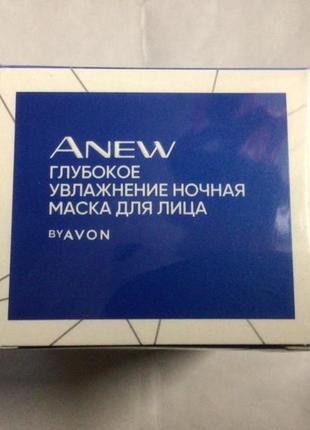 ANEW
ГЛУБОКОЕ
УВЛАЖНЕНИЕ НОЧНАЯ
МАСКА ДЛЯ ЛИЦА
BY AVON